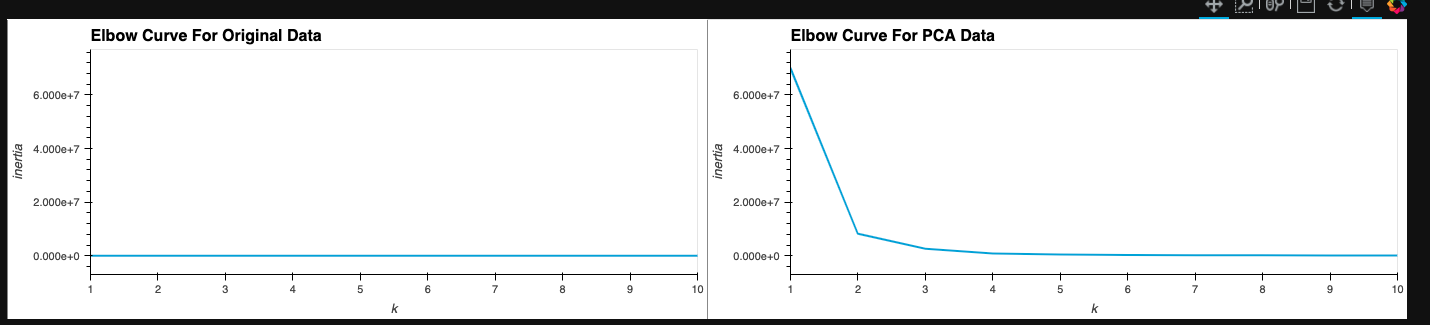 Elbow Curve For Original Data
6.000e+7
4.000e+7
2.000e+7
0.000e+0
inertia
1 2 3 4 5 6 7 8 9 10
k
Elbow Curve For PCA Data
6.000e+7
4.000e+7
2.000e+7
0.000e+0
inertia
1 2 3 4 5 6 7 8 9 10
k